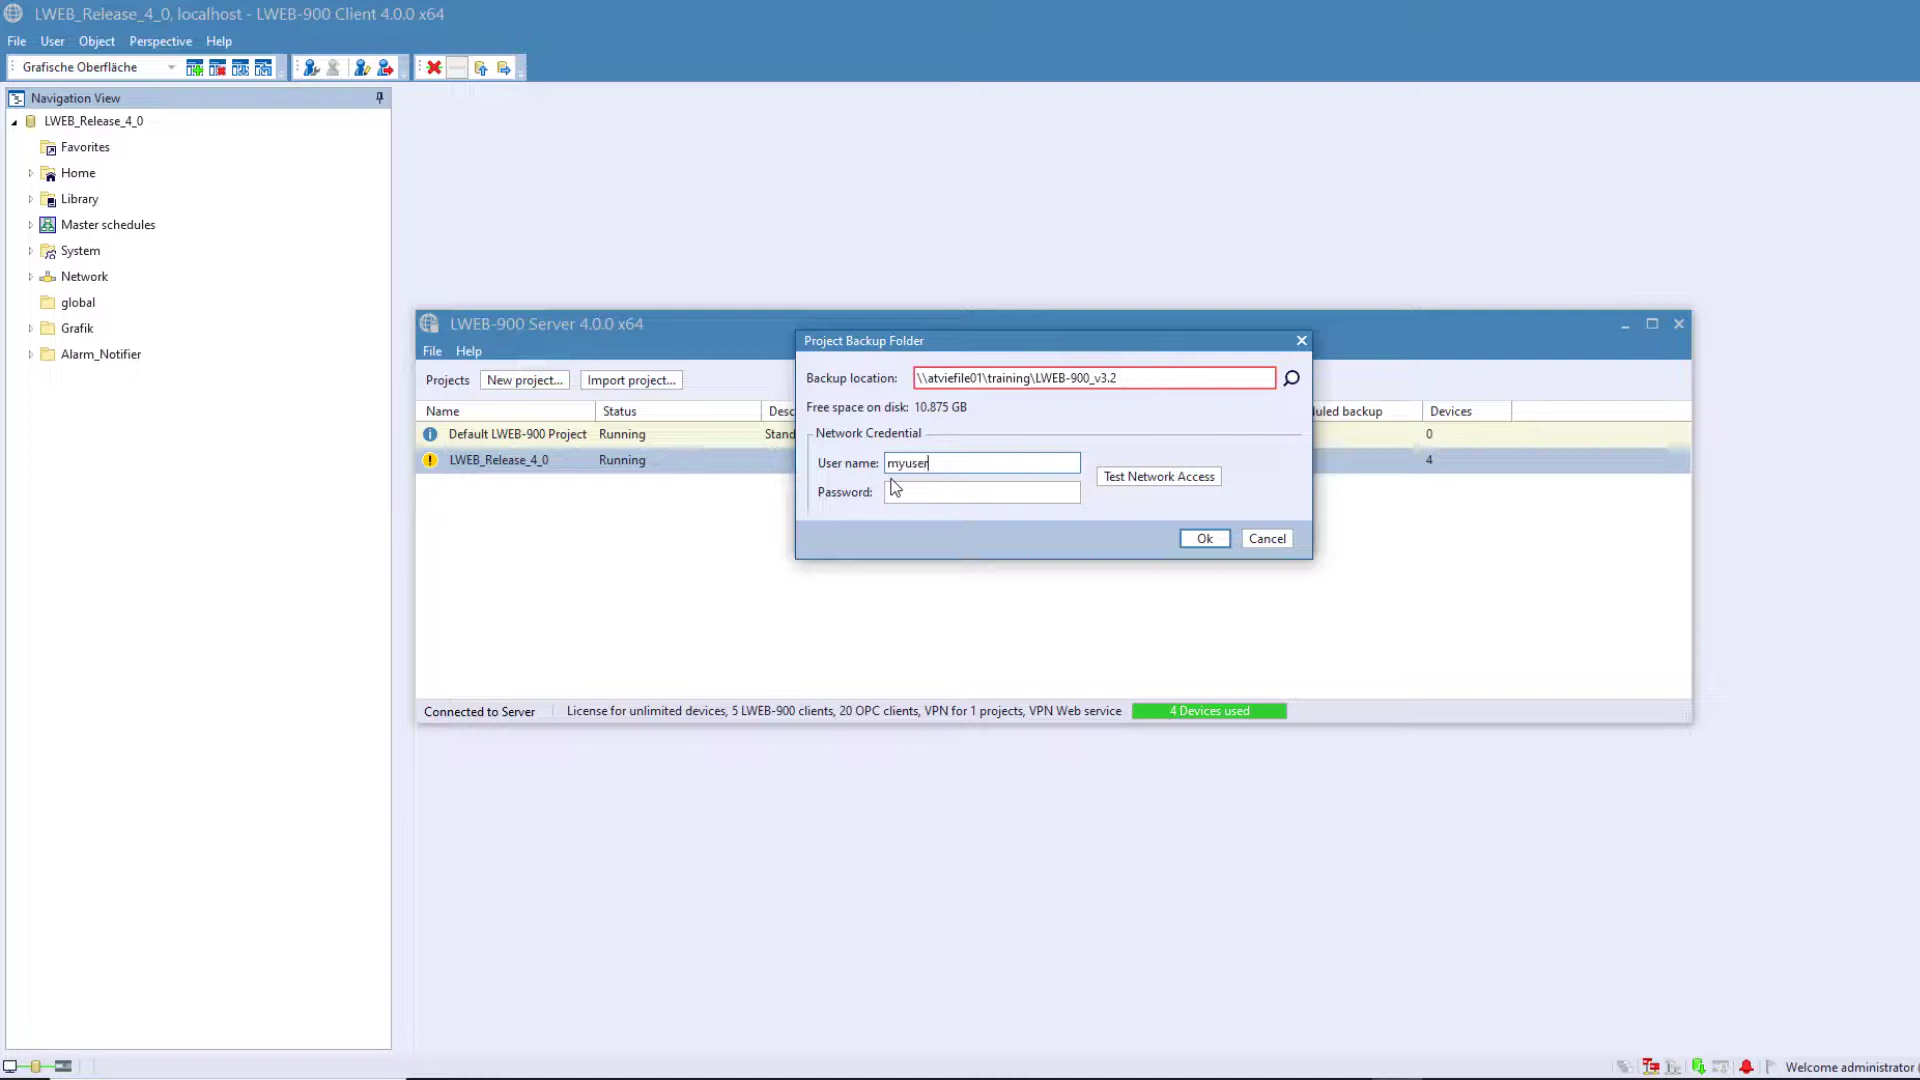 LWEB_Release_4_0, localhost - LWEB-900 Client 4.0.0 x64
File User Object Perspective Help
Grafische Oberfläche
Navigation View
LWEB_Release_4_0
Favorites
Home
Library
Master schedules
System
Network
global
Grafik
Alarm_Notifier
LWEB-900 Server 4.0.0 x64
File Help
Projects New project... Import project...
Name Status Desc uled backup Devices
Default LWEB-900 Project Running Stand 0
LWEB_Release_4_0 Running 4
Project Backup Folder
Backup location: \\atviefile01\training\LWEB-900_v3.2
Free space on disk: 10.875 GB
Network Credential
User name: myuser
Test Network Access
Password:
Ok Cancel
Connected to Server License for unlimited devices, 5 LWEB-900 clients, 20 OPC clients, VPN for 1 projects, VPN Web service 4 Devices used
Welcome administrator (